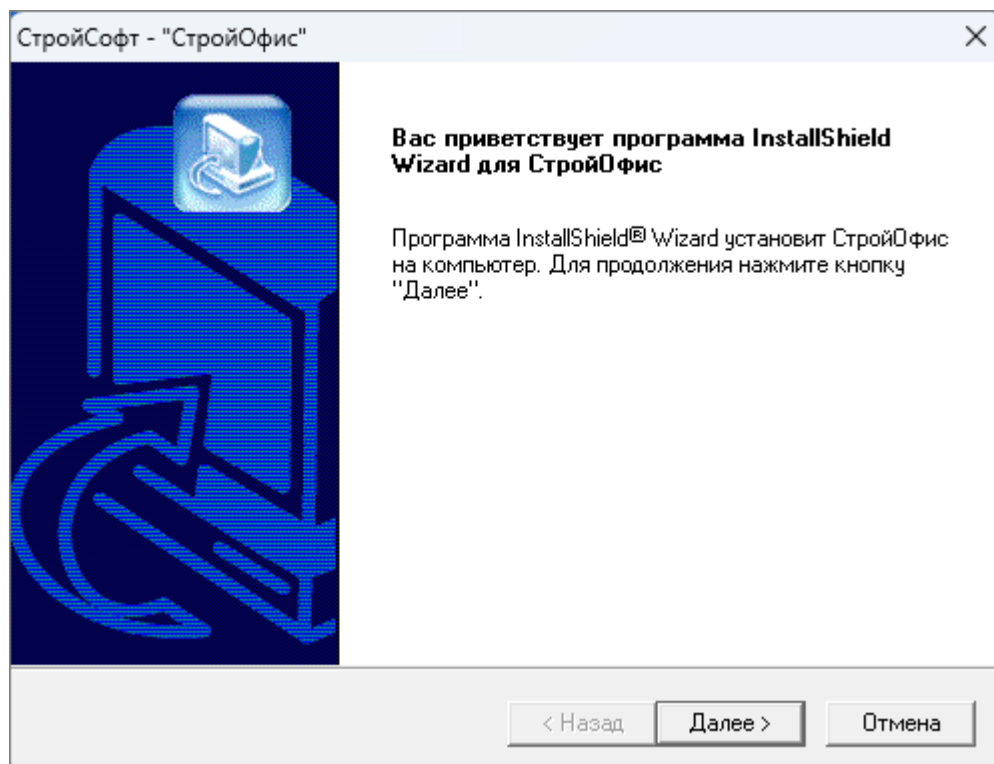 СтройСофт - "СтройОфис"
Вас приветствует программа InstallShield
Wizard для СтройОфис
Программа InstallShield® Wizard установит СтройОфис
на компьютер. Для продолжения нажмите кнопку
"Далее".
< Назад
Далее >
Отмена